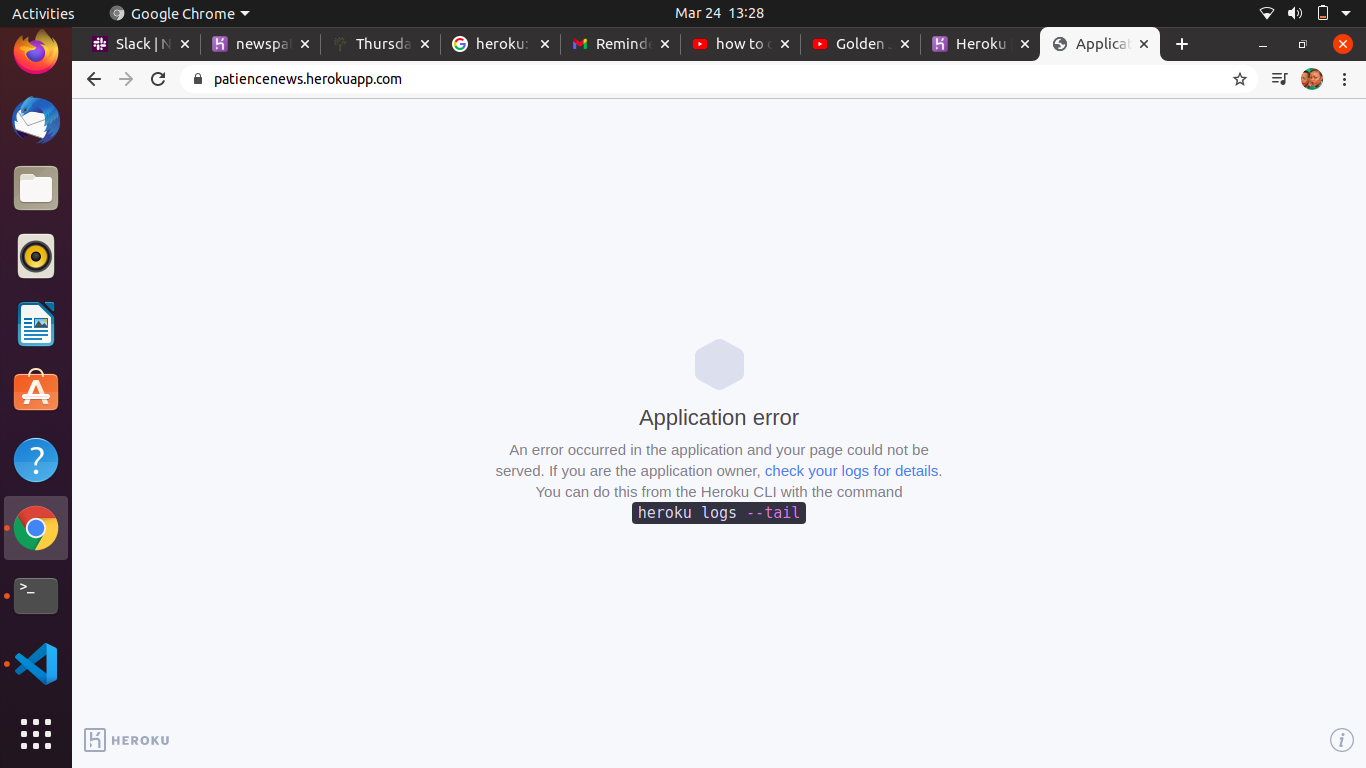 Activities
Google Chrome
Mar 24 13:28
Slack | N
newspa
Thursda
heroku:
Reminde
how to
Golden
Heroku
Applicat
patiencenews.herokuapp.com
>_
?
Application error
An error occurred in the application and your page could not be
served. If you are the application owner, check your logs for details.
You can do this from the Heroku CLI with the command
heroku logs --tail
HEROKU
i